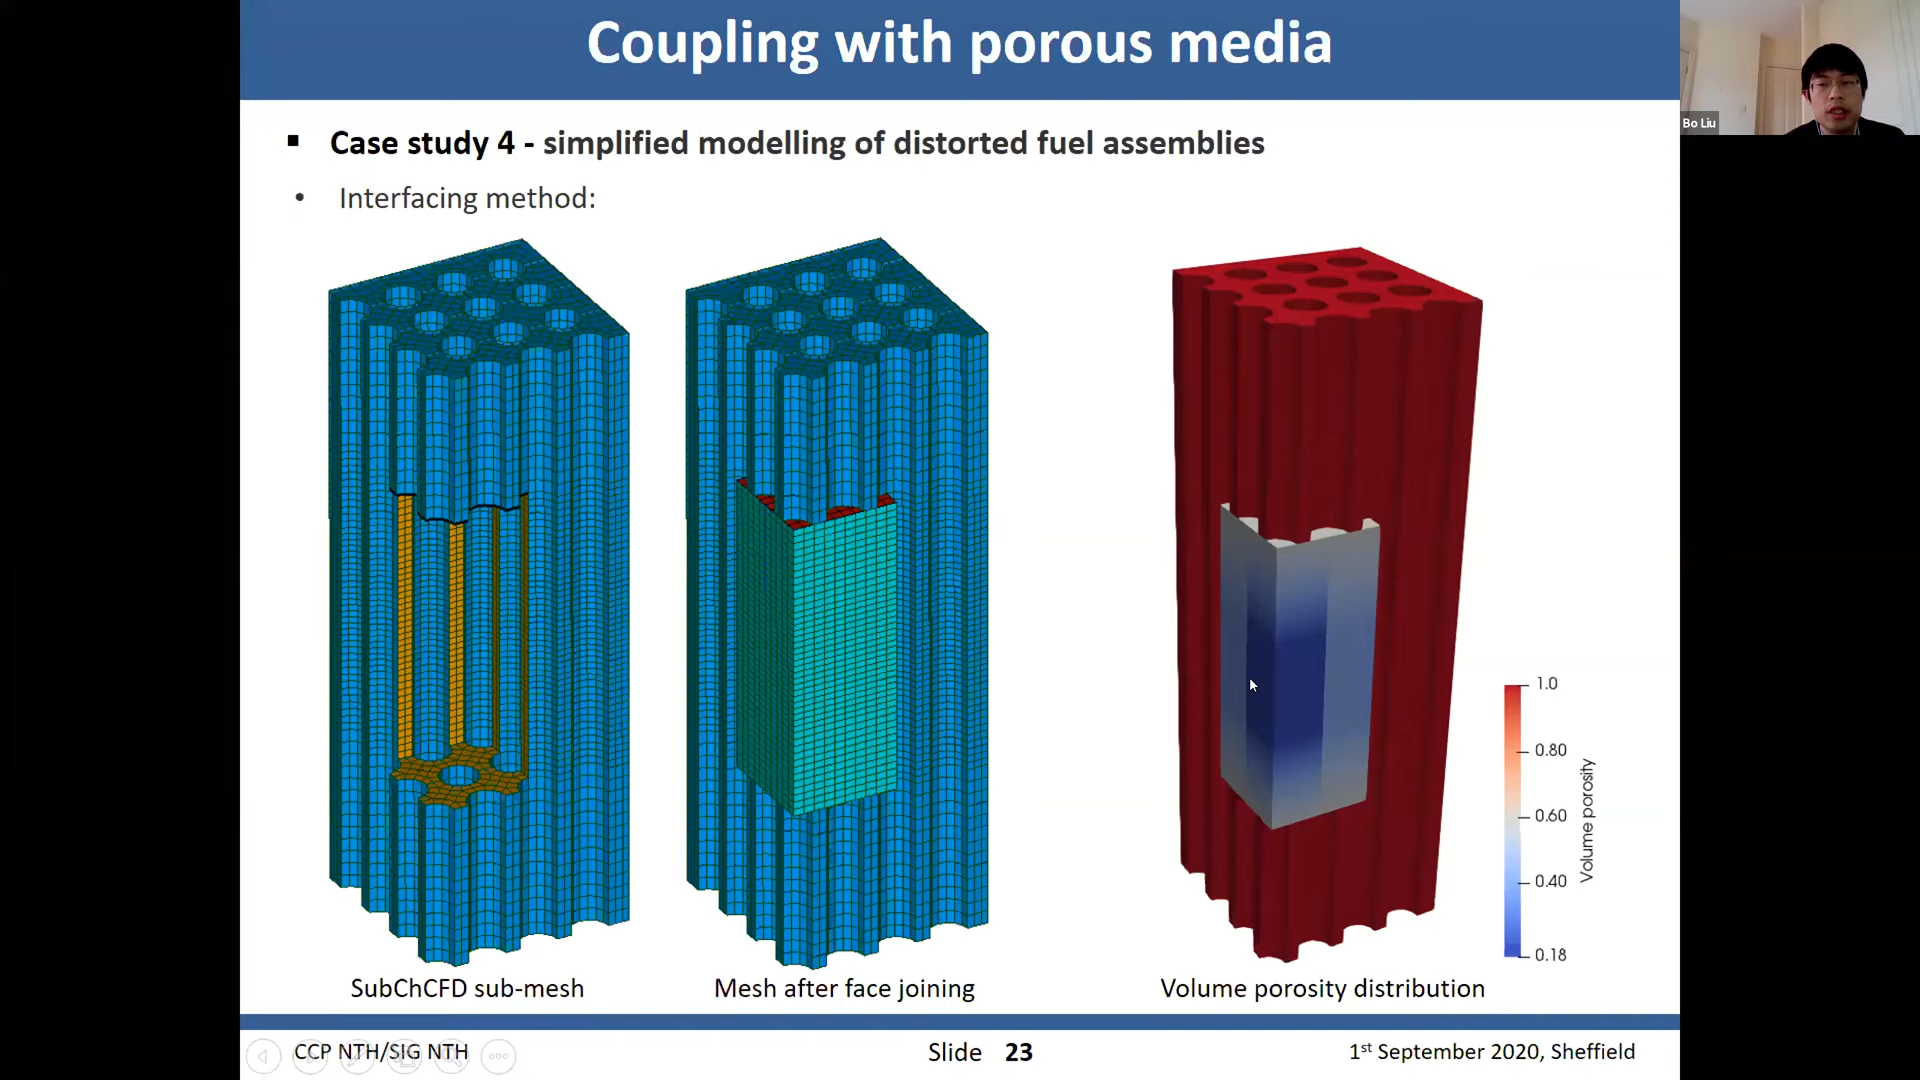 Coupling with porous media
Bo Liu
▪ Case study 4 - simplified modelling of distorted fuel assemblies
• Interfacing method:
1.0
0.80
0.60
0.40
0.18
Volume porosity
SubChCFD sub-mesh
Mesh after face joining
Volume porosity distribution
CCP NTH/SIG NTH
Slide 23
1st September 2020, Sheffield